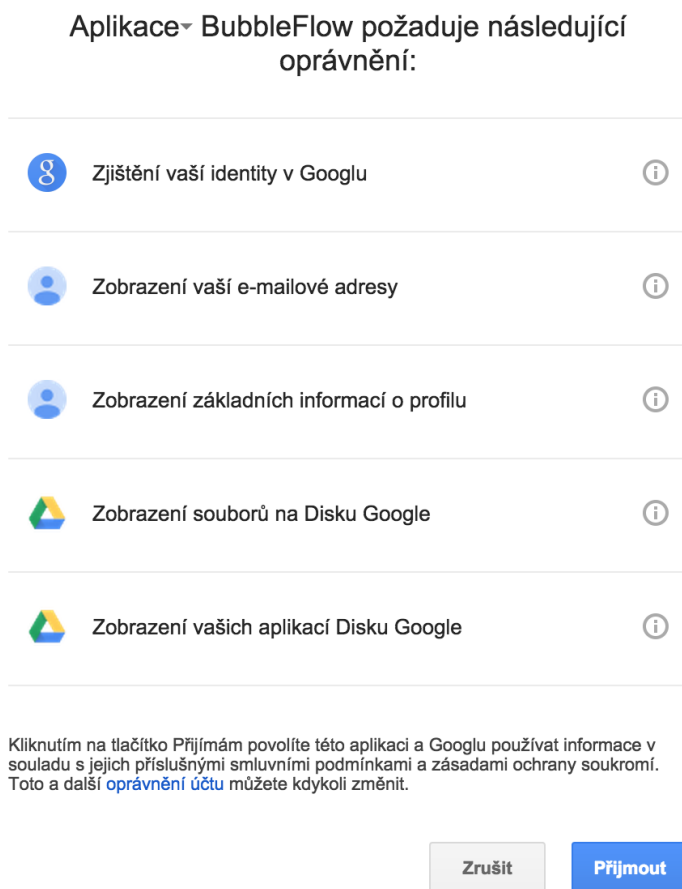 Aplikace BubbleFlow požaduje následující
oprávnění:
Zjištění vaší identity v Googlu
Zobrazení vaší e-mailové adresy
Zobrazení základních informací o profilu
Zobrazení souborů na Disku Google
Zobrazení vašich aplikací Disku Google
Kliknutím na tlačítko Přijímám povolíte této aplikaci a Googlu používat informace v
souladu s jejich příslušnými smluvními podmínkami a zásadami ochrany soukromí.
Toto a další oprávnění účtu můžete kdykoli změnit.
Zrušit Přijmout